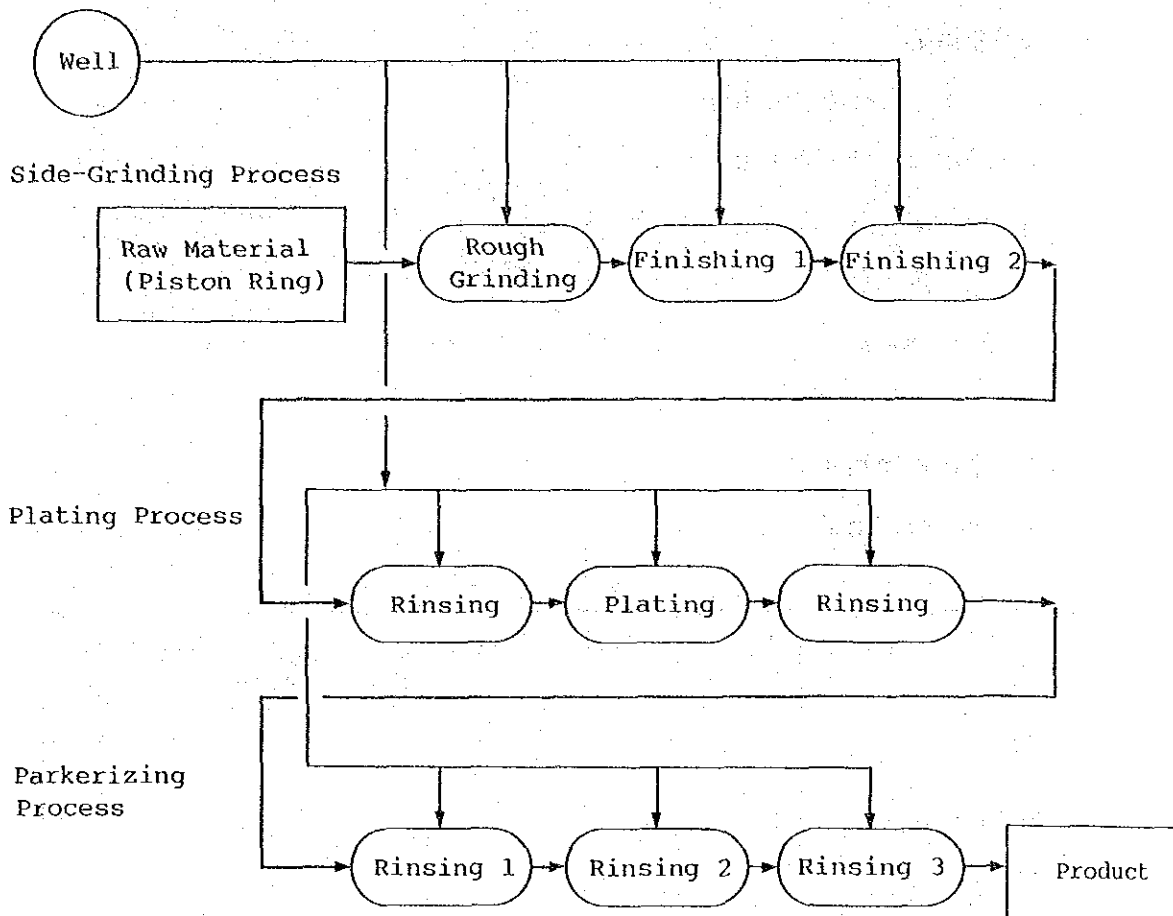 Well
Side-Grinding Process
Raw Material
(Piston Ring)
Rough
Grinding
Finishing 1
Finishing 2
Plating Process
Rinsing
Plating
Rinsing
Parkerizing
Process
Rinsing 1
Rinsing 2
Rinsing 3
Product